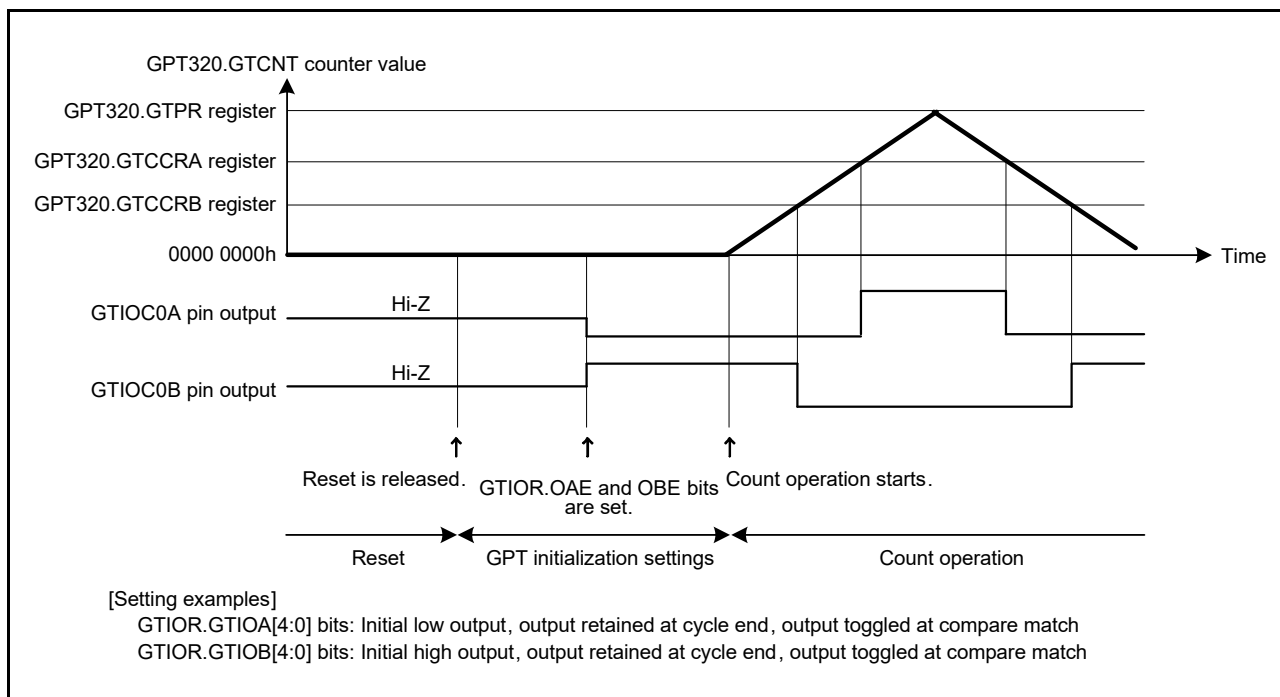 GPT320.GTCNT counter value
GPT320.GTPR register
GPT320.GTCCRA register
GPT320.GTCCRB register
0000 0000h
Time
GTIOC0A pin output
Hi-Z
GTIOC0B pin output
Hi-Z
Reset is released.
GTIOR.OAE and OBE bits
are set.
Count operation starts.
Reset
GPT initialization settings
Count operation
[Setting examples]
GTIOR.GTIOA[4:0] bits: Initial low output, output retained at cycle end, output toggled at compare match
GTIOR.GTIOB[4:0] bits: Initial high output, output retained at cycle end, output toggled at compare match